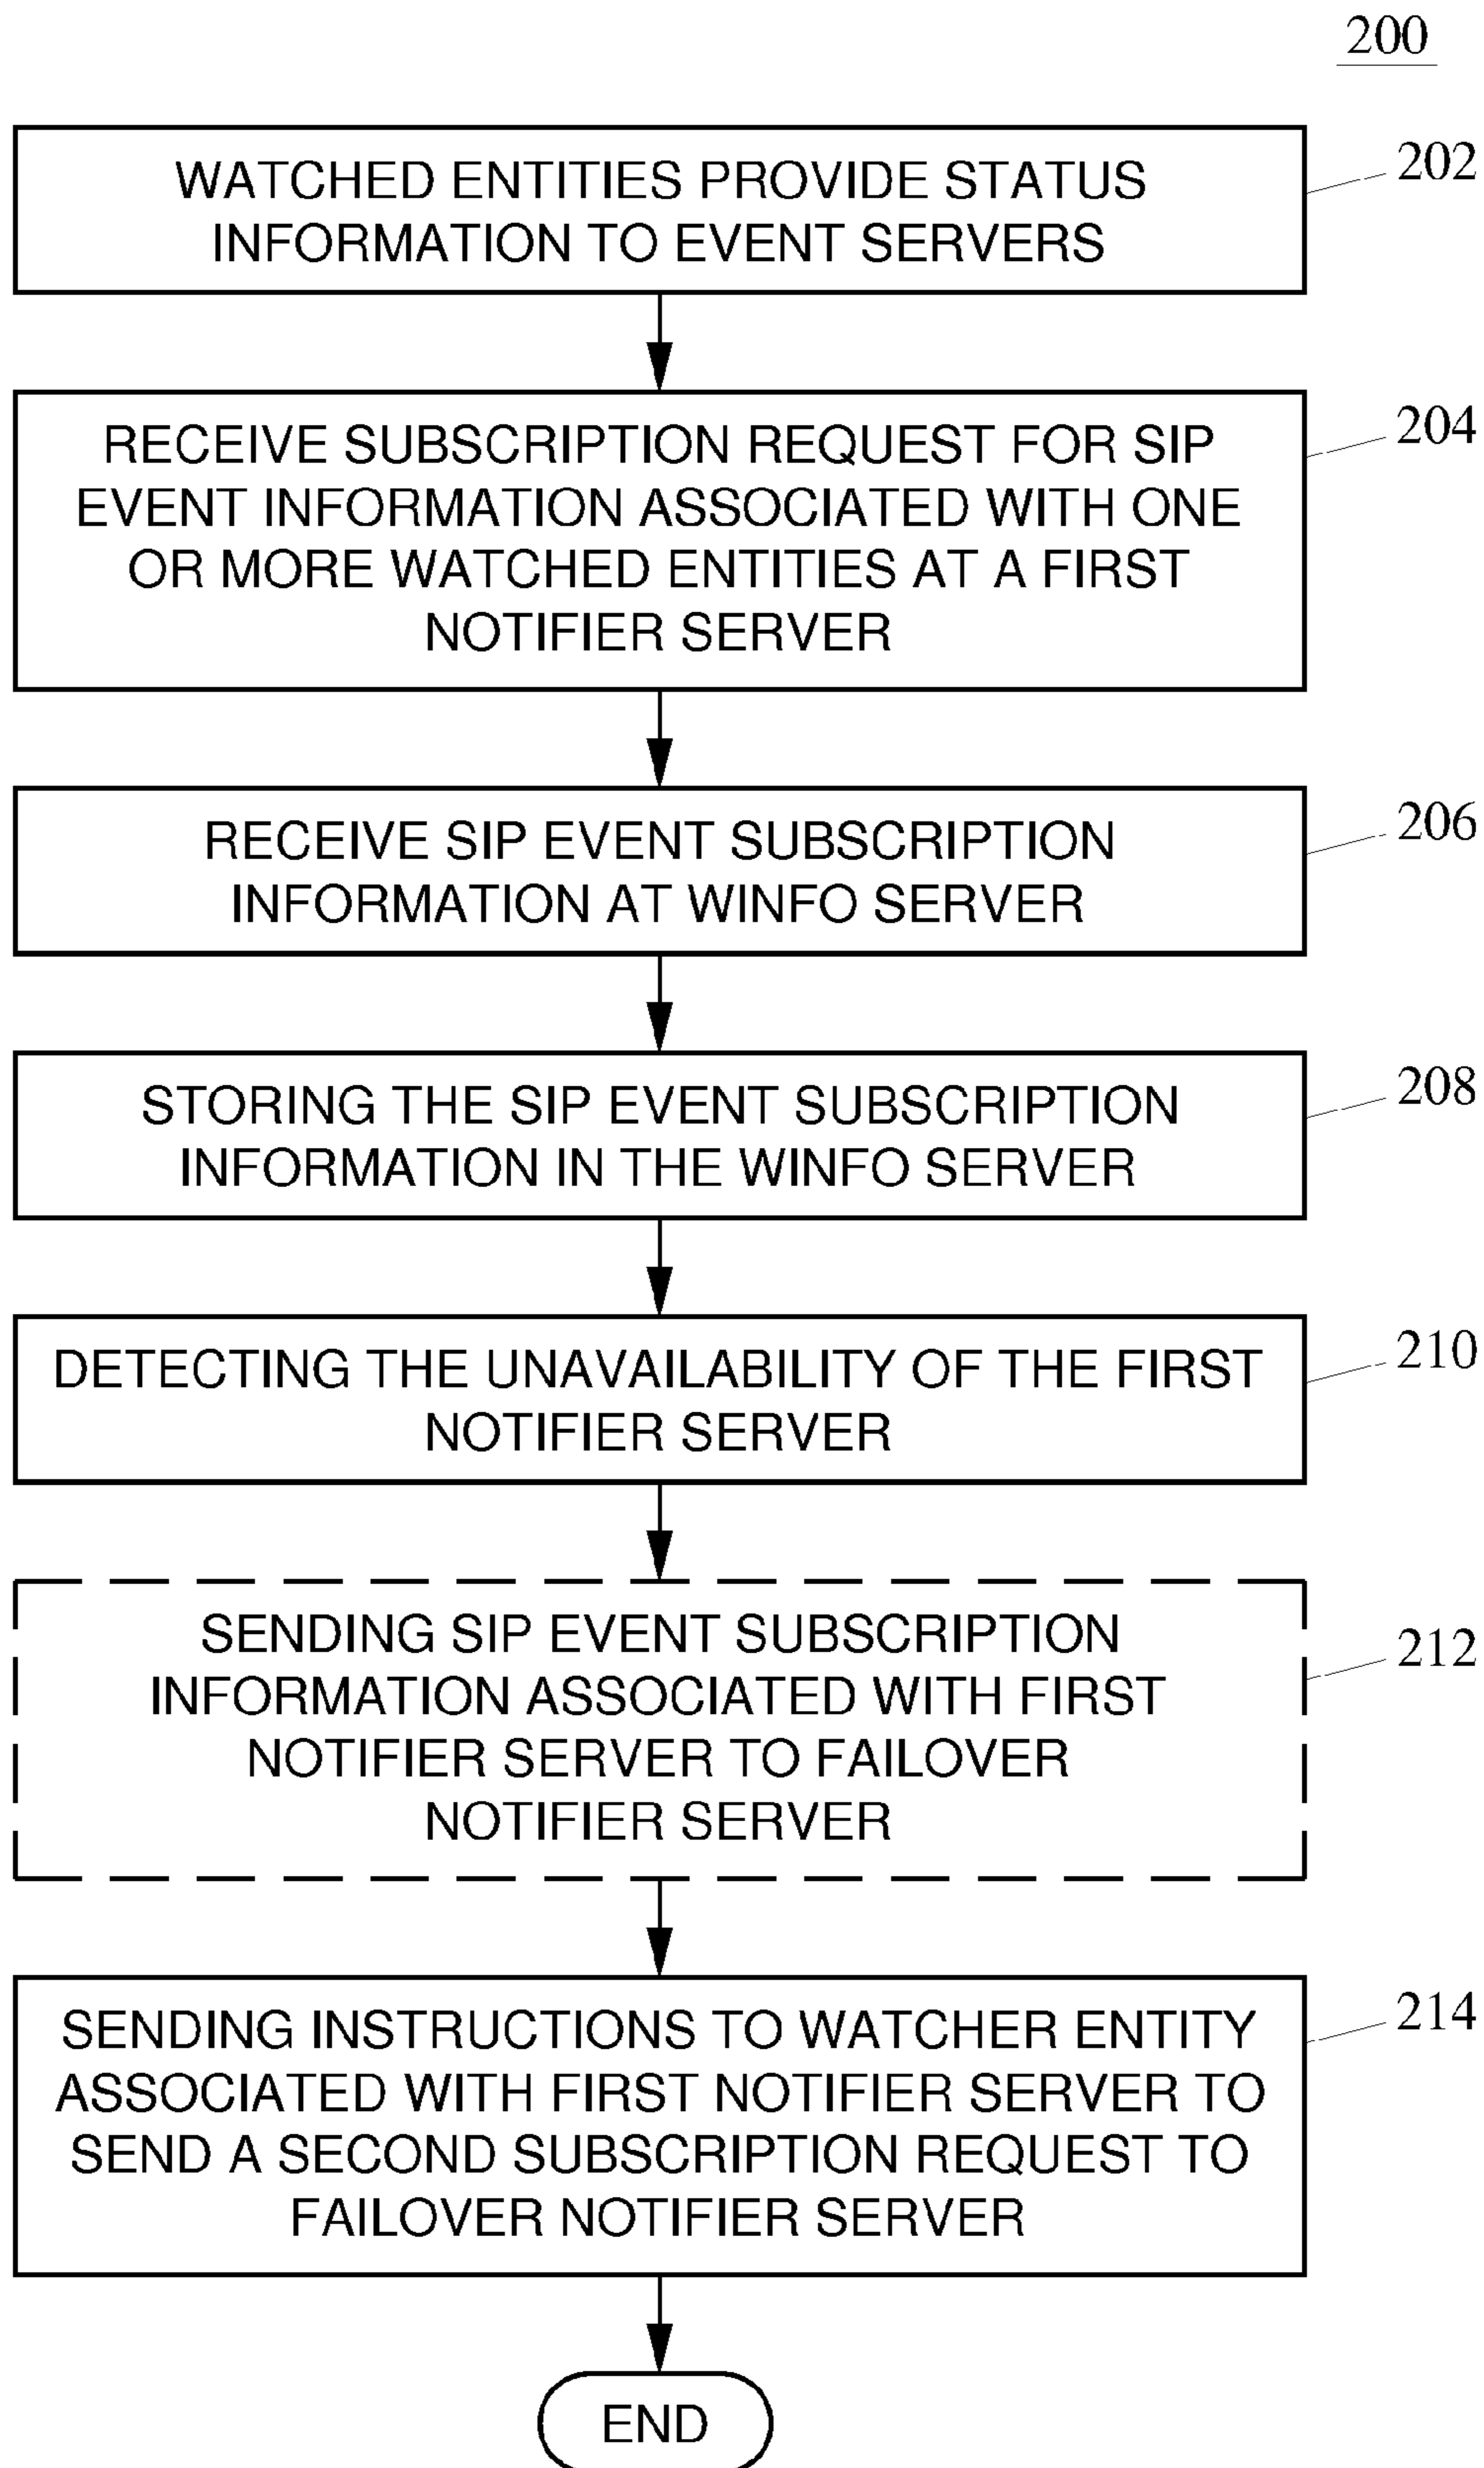 200
WATCHED ENTITIES PROVIDE STATUS
INFORMATION TO EVENT SERVERS
202
RECEIVE SUBSCRIPTION REQUEST FOR SIP
EVENT INFORMATION ASSOCIATED WITH ONE
OR MORE WATCHED ENTITIES AT A FIRST
NOTIFIER SERVER
204
RECEIVE SIP EVENT SUBSCRIPTION
INFORMATION AT WINFO SERVER
206
STORING THE SIP EVENT SUBSCRIPTION
INFORMATION IN THE WINFO SERVER
208
DETECTING THE UNAVAILABILITY OF THE FIRST
NOTIFIER SERVER
210
SENDING SIP EVENT SUBSCRIPTION
INFORMATION ASSOCIATED WITH FIRST
NOTIFIER SERVER TO FAILOVER
NOTIFIER SERVER
212
SENDING INSTRUCTIONS TO WATCHER ENTITY
ASSOCIATED WITH FIRST NOTIFIER SERVER TO
SEND A SECOND SUBSCRIPTION REQUEST TO
FAILOVER NOTIFIER SERVER
214
END